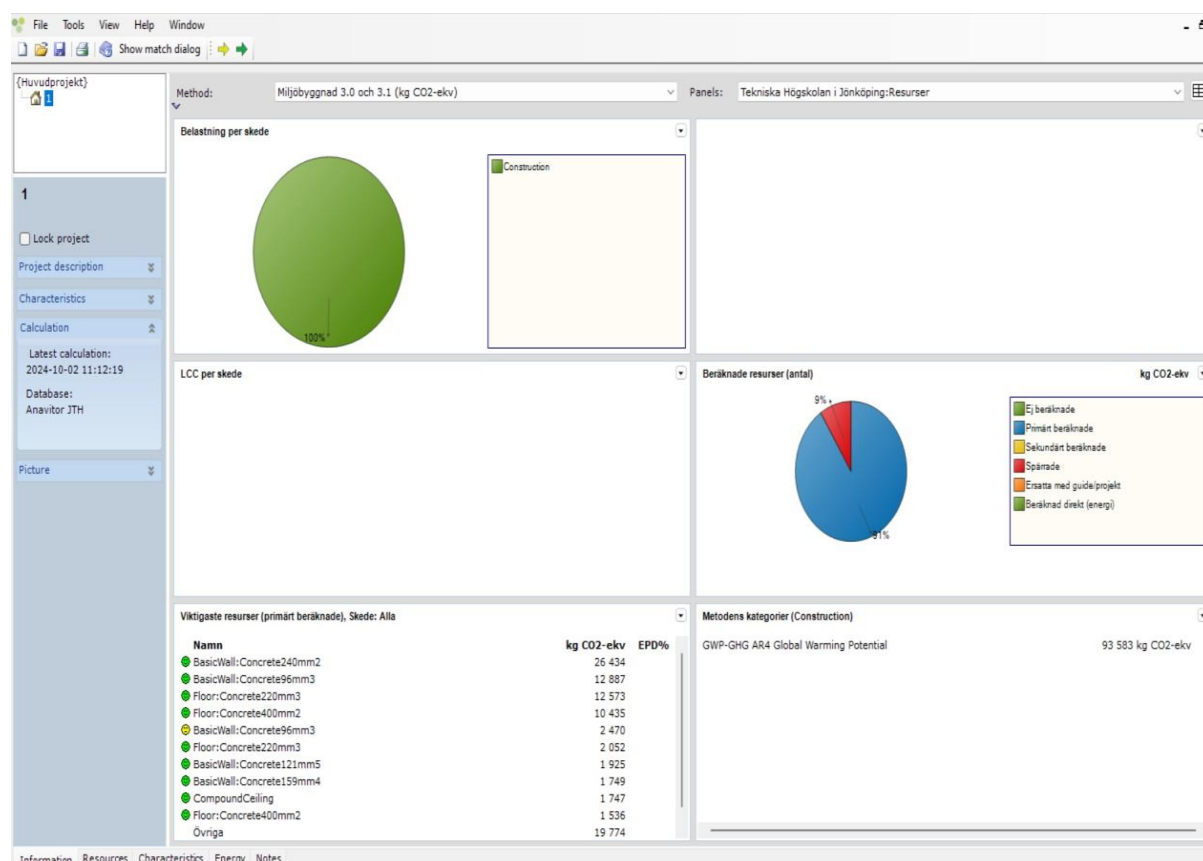 File Tools View Help Window
Show match dialog
{Huvudprojekt}
1
Method: Miljöbyggnad 3.0 och 3.1 (kg CO2-ekv) Panels: Tekniska Högskolan i Jönköping:Resurser
1
Lock project
Project description
Characteristics
Calculation
Latest calculation:
2024-10-02 11:12:19
Database:
Anavitor JTH
Picture
Belastning per skede
Construction
100%
LCC per skede
Beräknade resurser (antal) kg CO2-ekv
9%
91%
Ej beräknade
Primärt beräknade
Sekundärt beräknade
Spärrade
Ersatta med guide/projekt
Beräknad direkt (energi)
Viktigaste resurser (primärt beräknade), Skede: Alla
Namn kg CO2-ekv EPD%
BasicWall:Concrete240mm2 26 434
BasicWall:Concrete96mm3 12 887
Floor:Concrete220mm3 12 573
Floor:Concrete400mm2 10 435
BasicWall:Concrete96mm3 2 470
Floor:Concrete220mm3 2 052
BasicWall:Concrete121mm5 1 925
BasicWall:Concrete159mm4 1 749
CompoundCeiling 1 747
Floor:Concrete400mm2 1 536
Övriga 19 774
Metodens kategorier (Construction)
GWP-GHG AR4 Global Warming Potential 93 583 kg CO2-ekv
Information Resources Characteristics Energy Notes